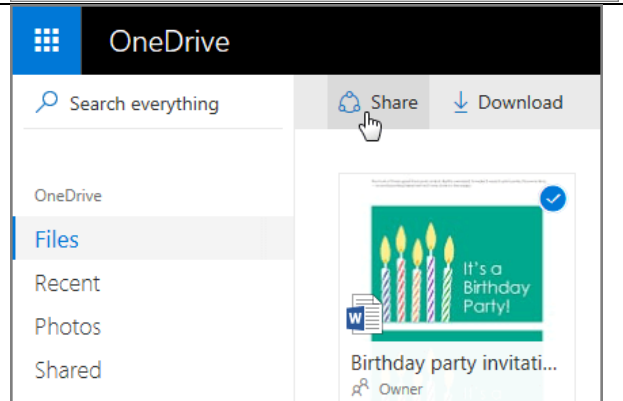 OneDrive
Search everything
Share
Download
OneDrive
Files
Recent
Photos
Shared
It's a
Birthday
Party!
W
Birthday party invitati...
Owner